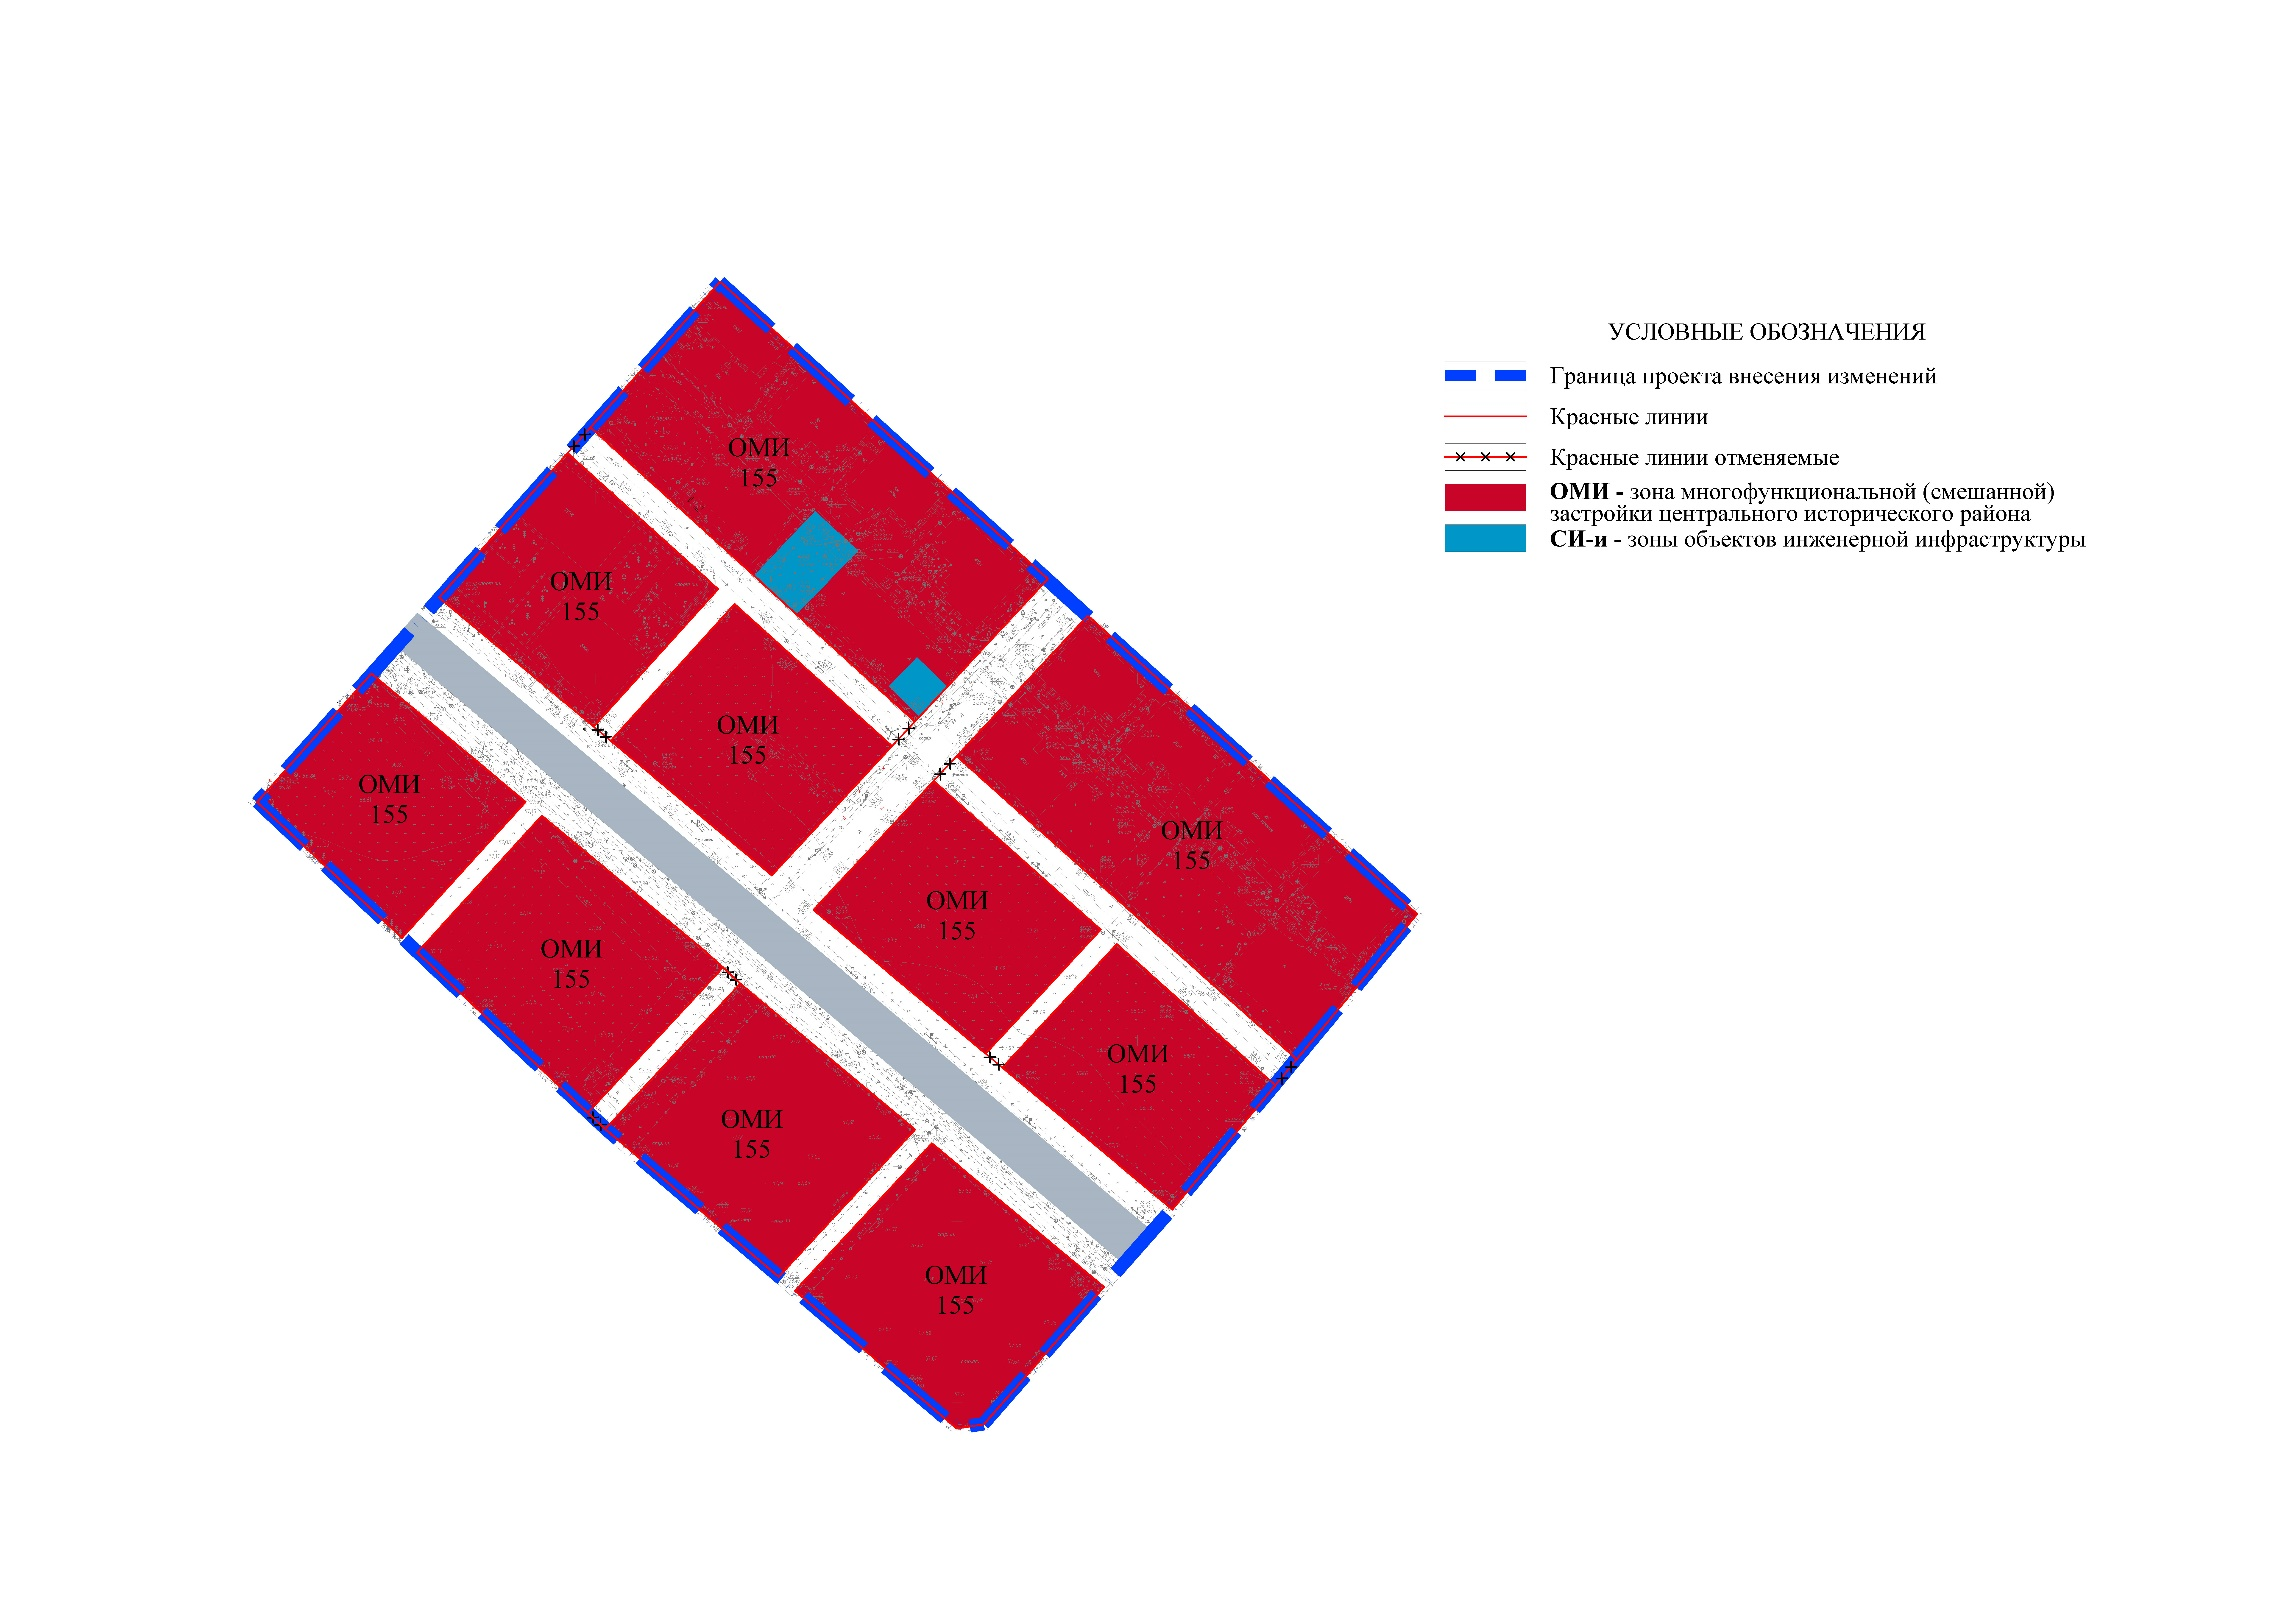 УСЛОВНЫЕ ОБОЗНАЧЕНИЯ
Граница проекта внесения изменений
Красные линии
Красные линии отменяемые
ОМИ - зона многофункциональной (смешанной)
застройки центрального исторического района
СИ-и - зоны объектов инженерной инфраструктуры
ОМИ
155
ОМИ
155
ОМИ
155
ОМИ
155
ОМИ
155
ОМИ
155
ОМИ
155
ОМИ
155
ОМИ
155
ОМИ
155